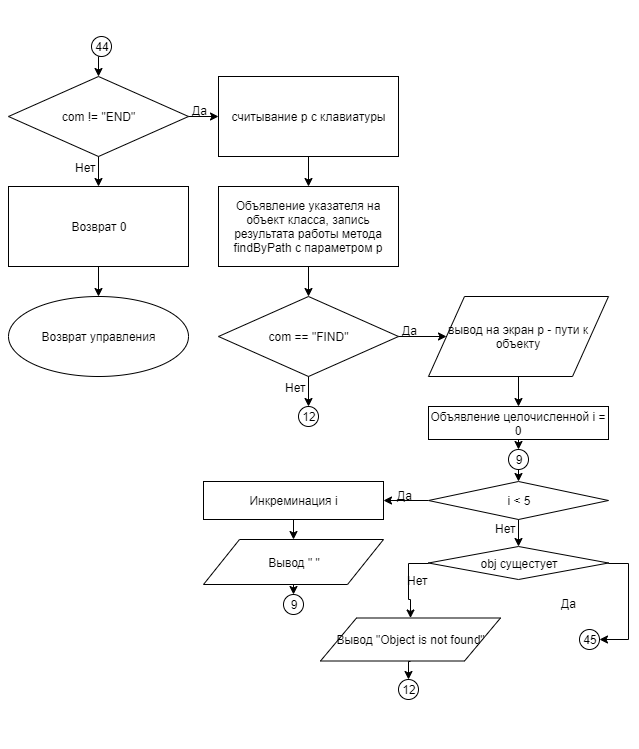 44
com != "END"
Да
считывание p с клавиатуры
Нет
Возврат 0
Объявление указателя на
объект класса, запись
результата работы метода
findByPath с параметром p
Возврат управления
com == "FIND"
Да
вывод на экран p - пути к
объекту
Нет
12
Объявление целочисленной i =
0
9
i < 5
Да
Инкреминация i
Нет
Вывод " "
obj сущестует
9
Нет
Да
Вывод "Object is not found"
45
12